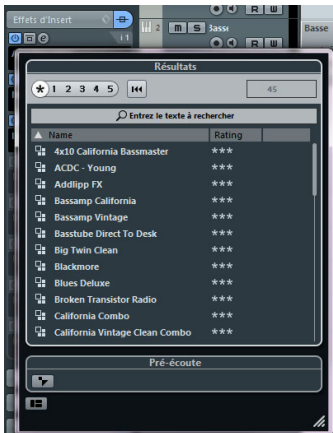 Effets d'Insert
i 1
2 m S Basse
R W
R W
Basse
Résultats
* 1 2 3 4 5
45
Entrez le texte à rechercher
Name Rating
4x10 California Bassmaster ***
ACDC - Young ***
Addlipp FX ***
Bassamp California ***
Bassamp Vintage ***
Basstube Direct To Desk ***
Big Twin Clean ***
Blackmore ***
Blues Deluxe ***
Broken Transistor Radio ***
California Combo ***
California Vintage Clean Combo ***
Pré-écoute